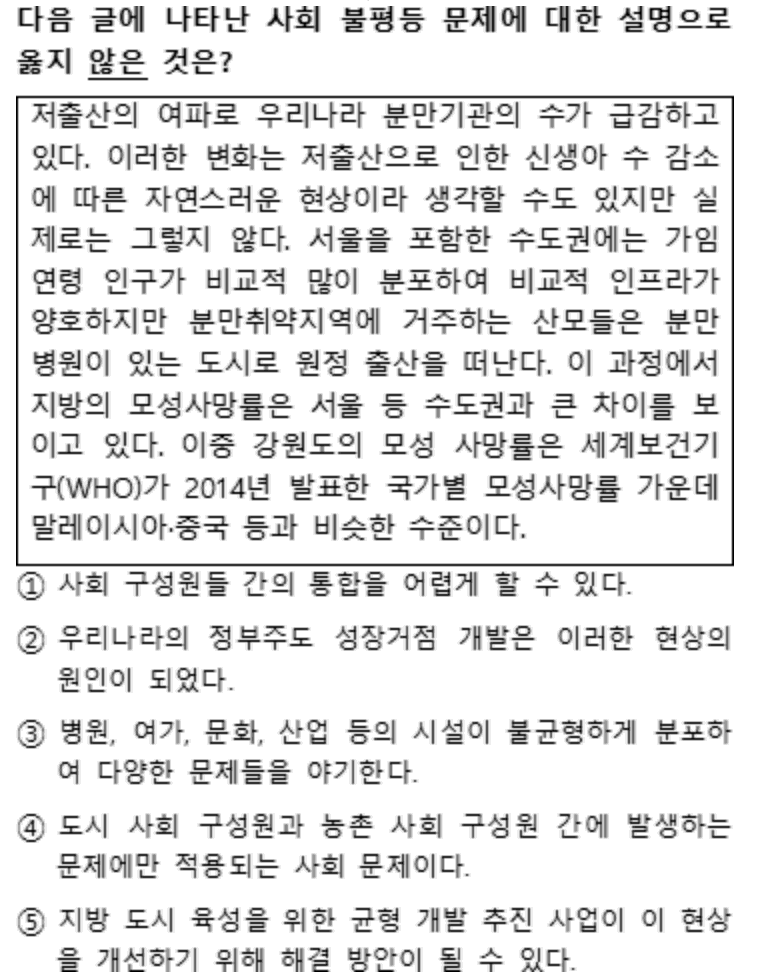 다음 글에 나타난 사회 불평등 문제에 대한 설명으로
옳지 않은 것은?
저출산의 여파로 우리나라 분만기관의 수가 급감하고
있다. 이러한 변화는 저출산으로 인한 신생아 수 감소
에 따른 자연스러운 현상이라 생각할 수도 있지만 실
제로는 그렇지 않다. 서울을 포함한 수도권에는 가임
연령 인구가 비교적 많이 분포하여 비교적 인프라가
양호하지만 분만취약지역에 거주하는 산모들은 분만
병원이 있는 도시로 원정 출산을 떠난다. 이 과정에서
지방의 모성사망률은 서울 등 수도권과 큰 차이를 보
이고 있다. 이중 강원도의 모성 사망률은 세계보건기
구(WHO)가 2014년 발표한 국가별 모성사망률 가운데
말레이시아·중국 등과 비슷한 수준이다.
① 사회 구성원들 간의 통합을 어렵게 할 수 있다.
② 우리나라의 정부주도 성장거점 개발은 이러한 현상의
원인이 되었다.
③ 병원, 여가, 문화, 산업 등의 시설이 불균형하게 분포하
여 다양한 문제들을 야기한다.
④ 도시 사회 구성원과 농촌 사회 구성원 간에 발생하는
문제에만 적용되는 사회 문제이다.
⑤ 지방 도시 육성을 위한 균형 개발 추진 사업이 이 현상
을 개선하기 위해 해결 방안이 될 수 있다.